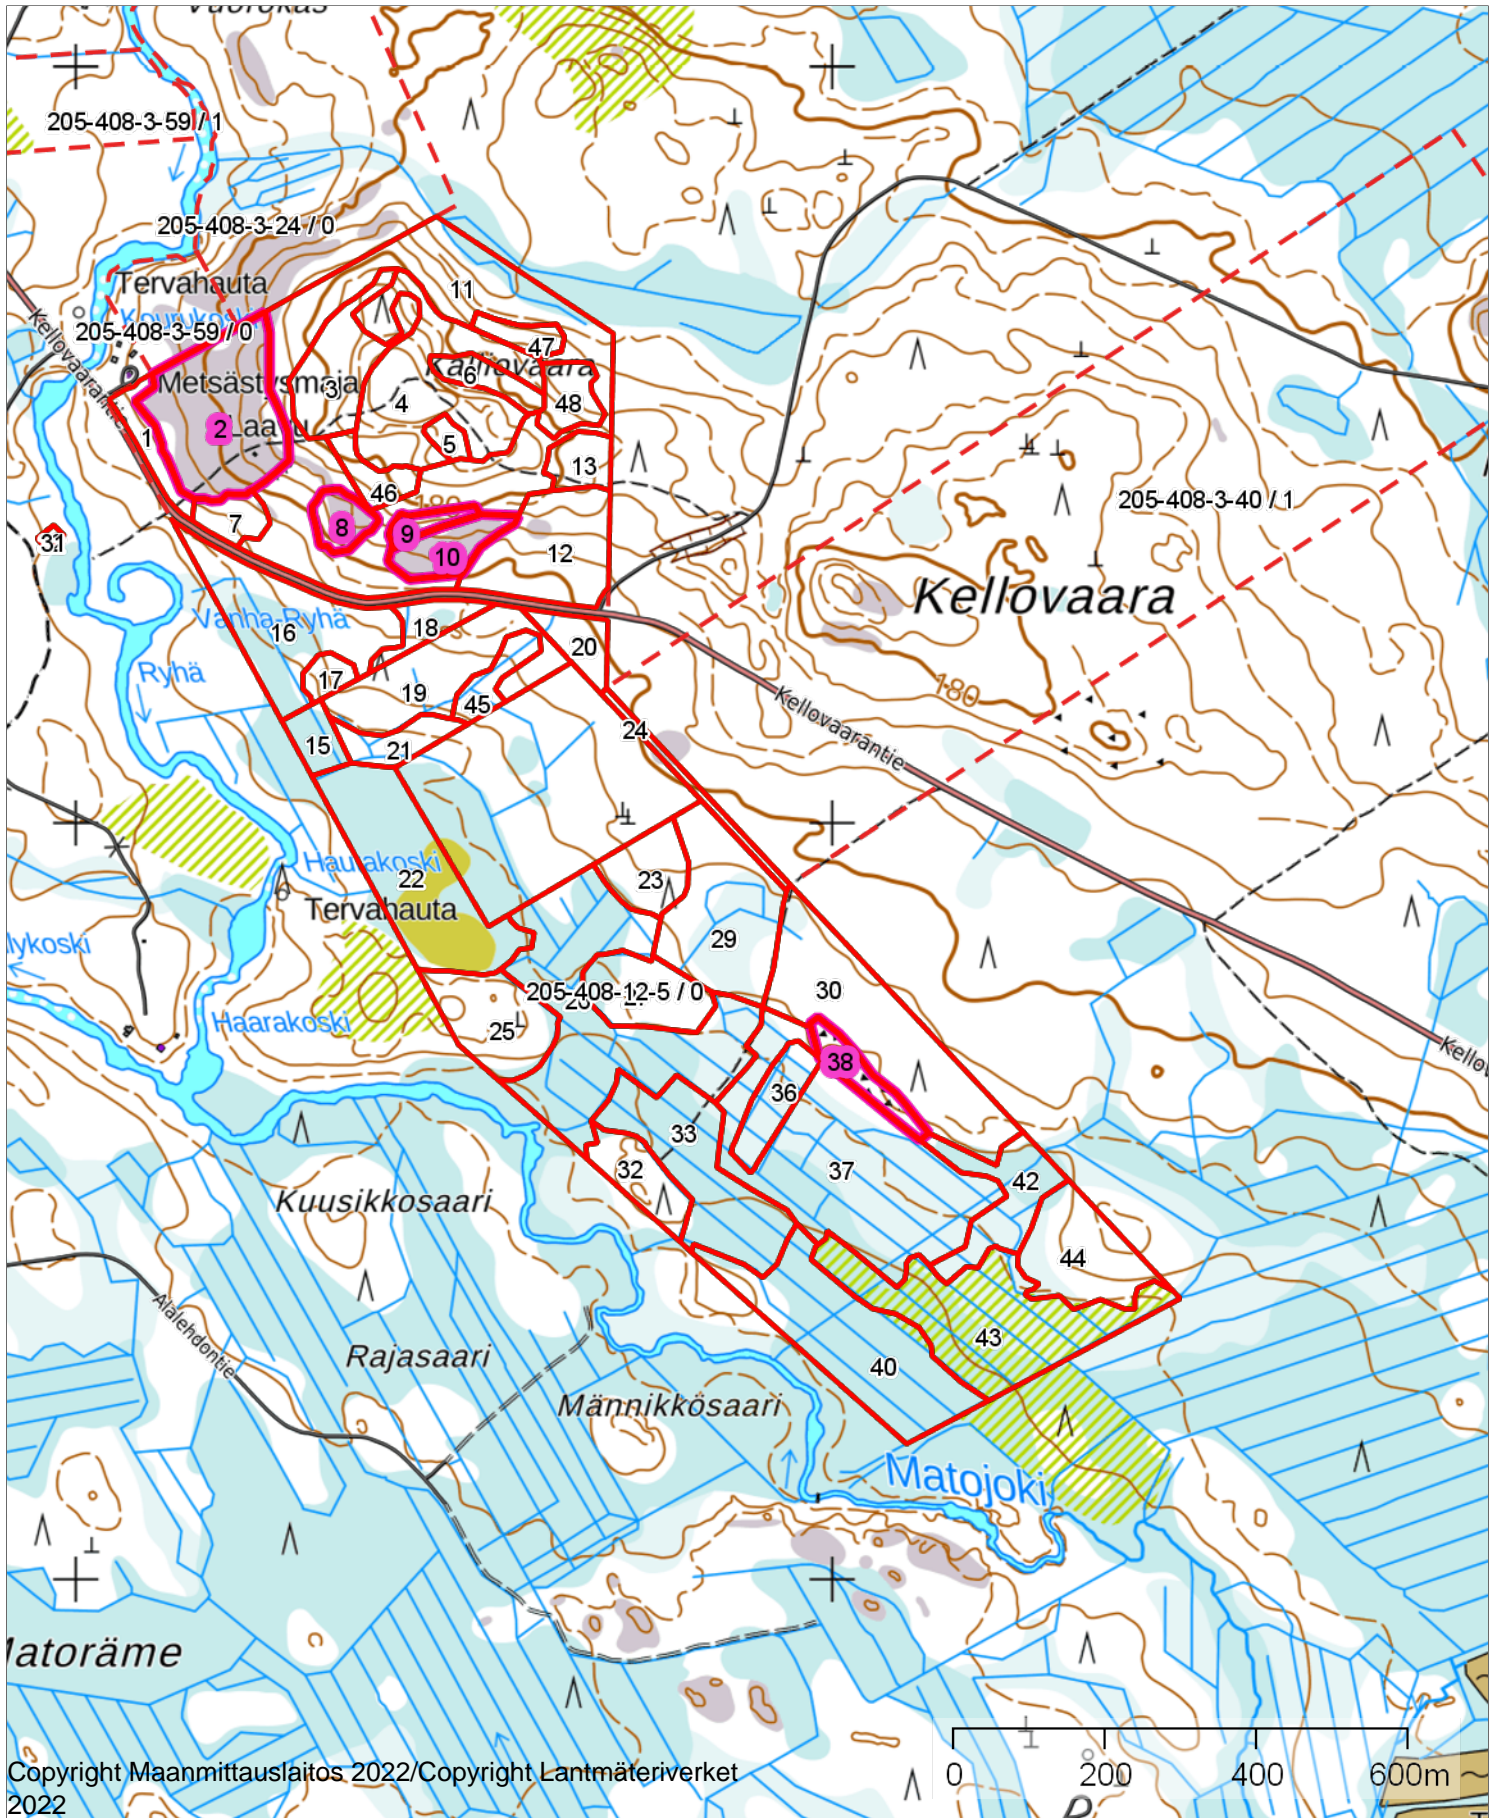 205-408-3-59 / 1
205-408-3-24 / 0
Tervahauta
205-408-3-59 / 0
Kellovaarantie
Metsästysmaja
Kalliovaara
11
47
6
3
4
48
1
2
5
13
46
180
7
8
9
10
12
31
205-408-3-40 / 1
Kellovaara
Vanha-Ryhä
16
18
20
Ryhä
17
19
45
180
Kellovaarantie
15
21
24
Haurakoski
22
23
Tervahauta
29
205-408-12-5 / 0
30
25
Haarakoski
38
36
33
37
32
42
Kuusikkosaari
44
43
Alalehdontie
Rajasaari
40
Männikkösaari
Matojoki
0 200 400 600m
Copyright Maanmittauslaitos 2022/Copyright Lantmäteriverket
2022